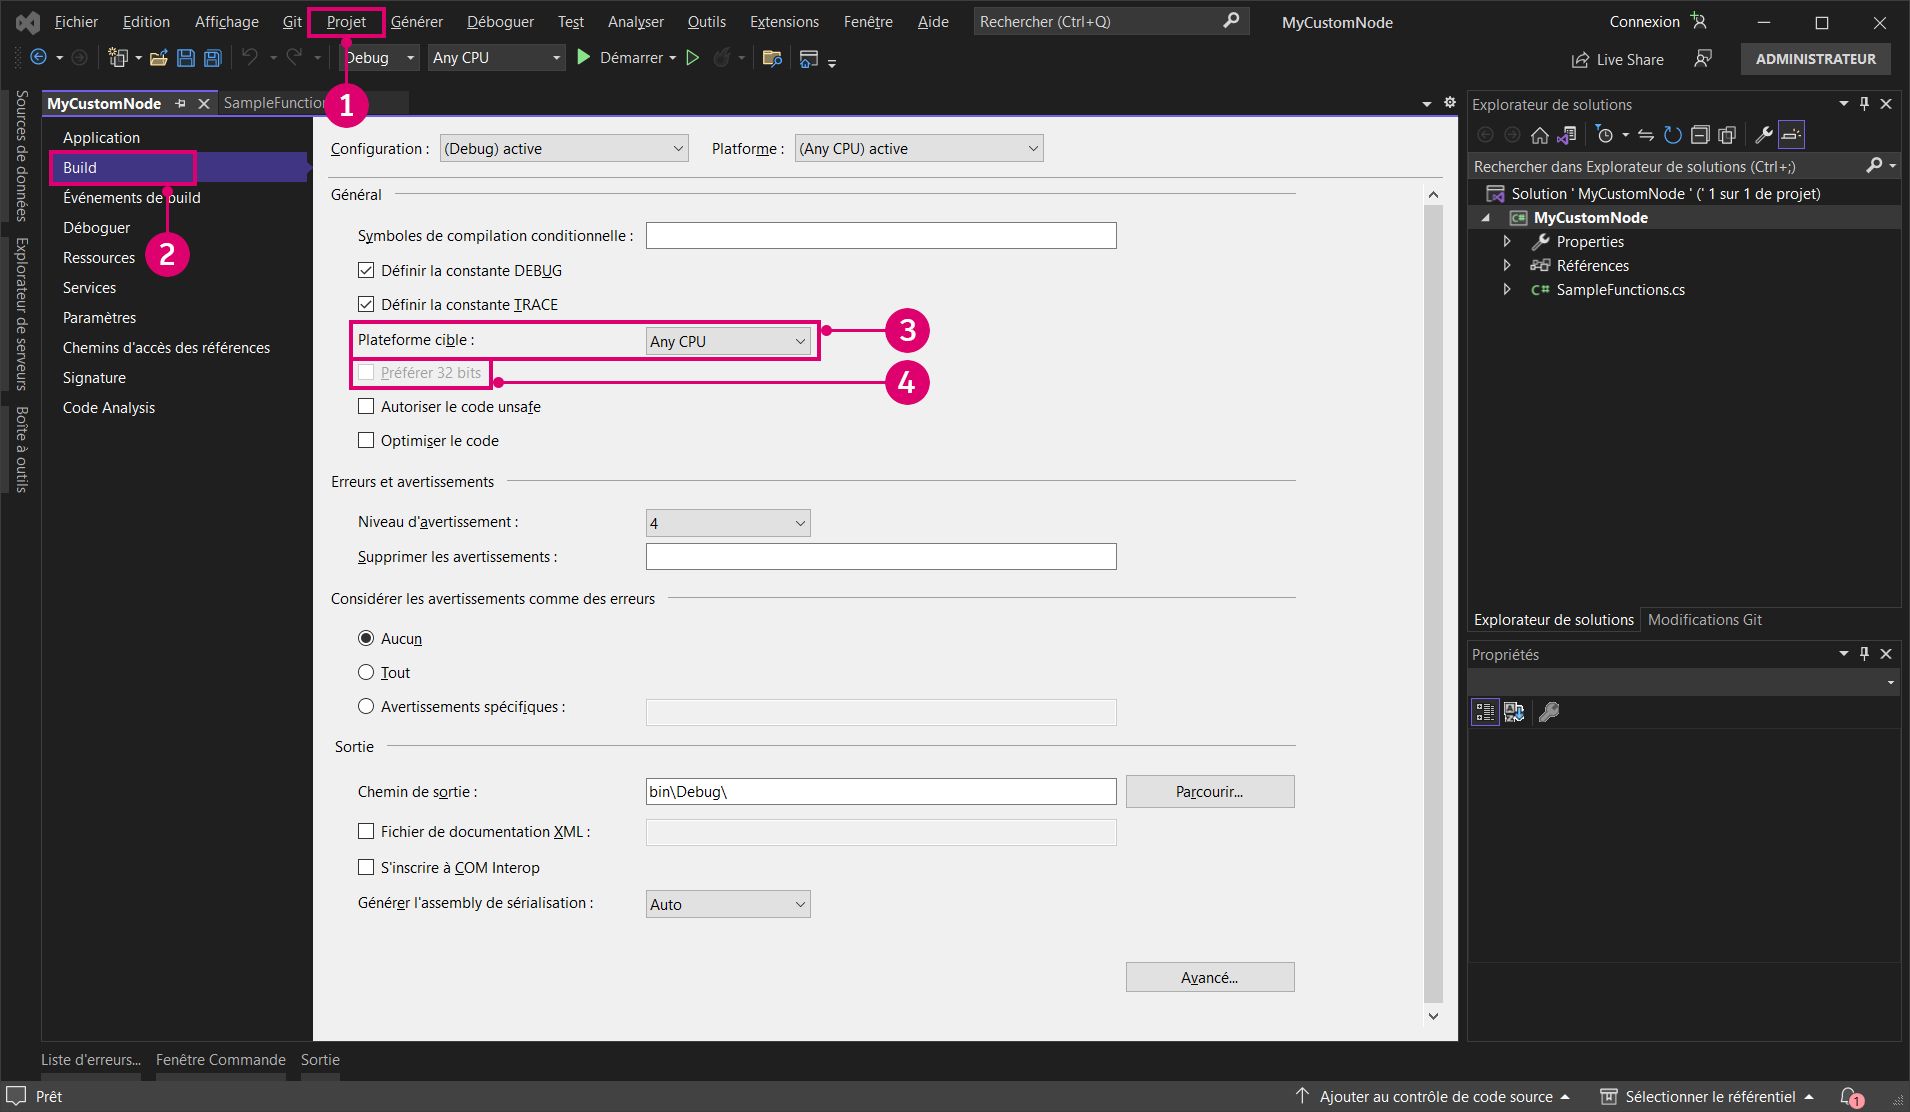 Fichier Edition Affichage Git Projet Générer Déboguer Test Analyser Outils Extensions Fenêtre Aide Rechercher (Ctrl+Q) MyCustomNode Connexion
Debug Any CPU Démarrer Live Share ADMINISTRATEUR
1
MyCustomNode SampleFunction
Sources de données
Explorateur de serveurs
Boîte à outils
Application
Build
Événements de build
Déboguer
Ressources
Services
Paramètres
Chemins d'accès des références
Signature
Code Analysis
2
Configuration : (Debug) active Platforme : (Any CPU) active
Général
Symboles de compilation conditionnelle :
Définir la constante DEBUG
Définir la constante TRACE
Plateforme cible : Any CPU
3
Préférer 32 bits
4
Autoriser le code unsafe
Optimiser le code
Erreurs et avertissements
Niveau d'avertissement : 4
Supprimer les avertissements :
Considérer les avertissements comme des erreurs
Aucun
Tout
Avertissements spécifiques :
Sortie
Chemin de sortie : bin\Debug\ Parcourir...
Fichier de documentation XML :
S'inscrire à COM Interop
Générer l'assembly de sérialisation : Auto
Avancé...
Explorateur de solutions
Rechercher dans Explorateur de solutions (Ctrl+;)
Solution ' MyCustomNode ' (' 1 sur 1 de projet)
MyCustomNode
Properties
Références
SampleFunctions.cs
Explorateur de solutions Modifications Git
Propriétés
Liste d'erreurs... Fenêtre Commande Sortie
Prêt Ajouter au contrôle de code source Sélectionner le référentiel 1